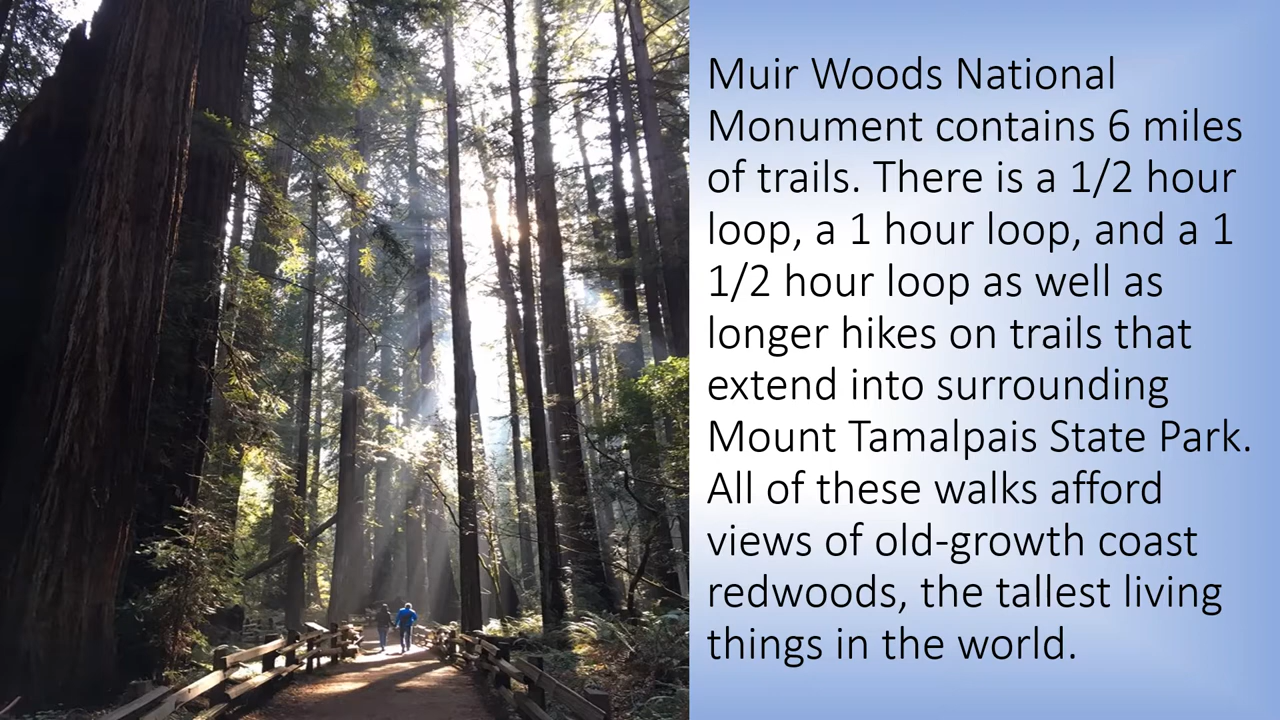 Muir Woods National
Monument contains 6 miles
of trails. There is a 1/2 hour
loop, a 1 hour loop, and a 1
1/2 hour loop as well as
longer hikes on trails that
extend into surrounding
Mount Tamalpais State Park.
All of these walks afford
views of old-growth coast
redwoods, the tallest living
things in the world.